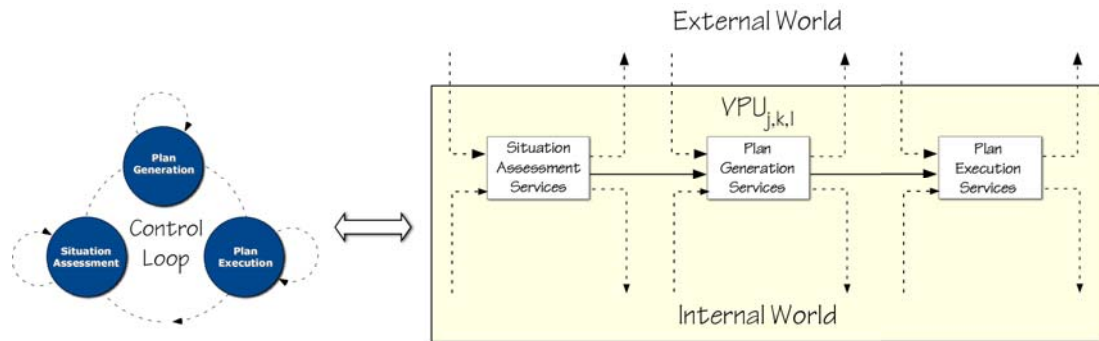 External World
VPU j,k,l
Plan
Generation
Control
Loop
Situation
Assessment
Plan
Execution
Situation
Assessment
Services
Plan
Generation
Services
Plan
Execution
Services
Internal World